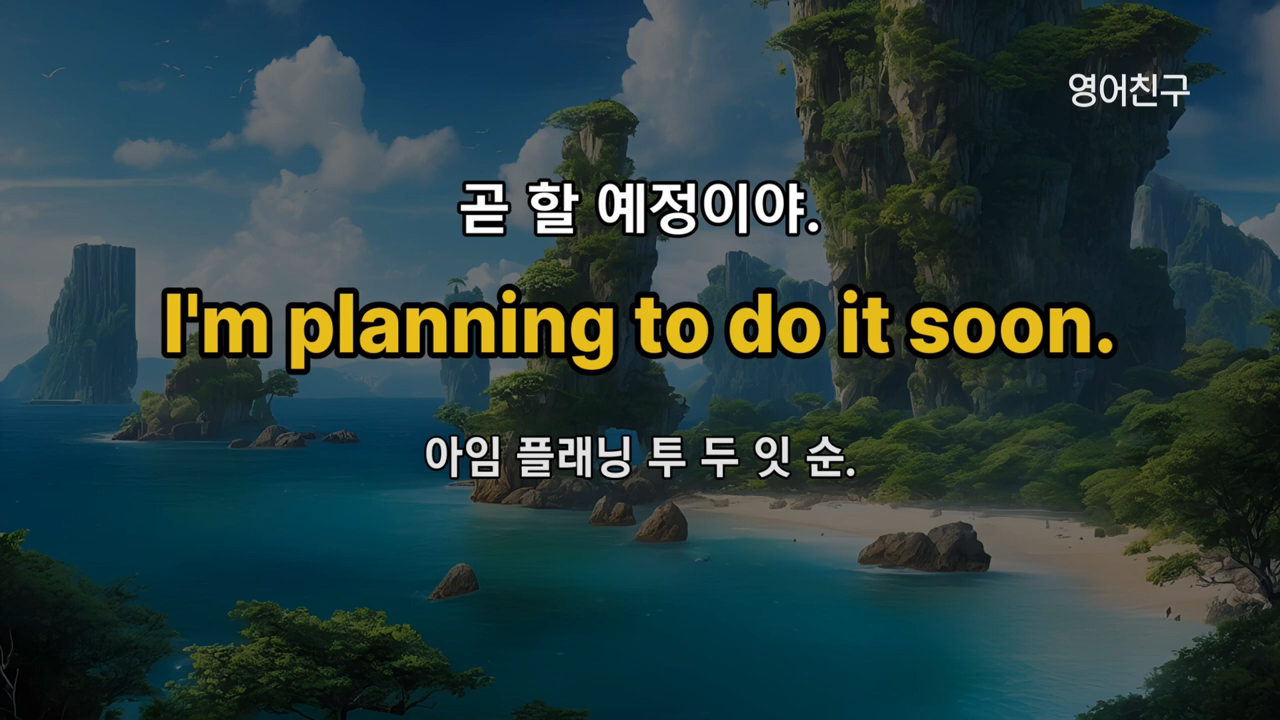 영어친구
곧 할 예정이야.
I'm planning to do it soon.
아임 플래닝 투 두 잇 순.